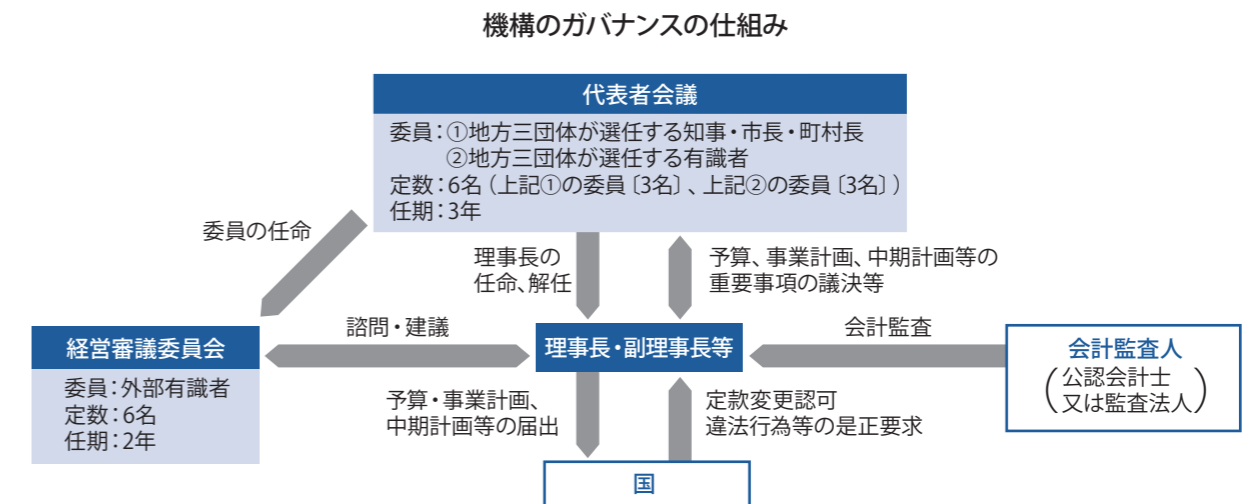 機構のガバナンスの仕組み
代表者会議
委員：①地方三団体が選任する知事・市長・町村長
②地方三団体が選任する有識者
定数：6名（上記①の委員〔3名〕、上記②の委員〔3名〕）
任期：3年
委員の任命
理事長の
任命、解任
予算、事業計画、中期計画等の
重要事項の議決等
経営審議委員会
委員：外部有識者
定数：6名
任期：2年
諮問・建議
理事長・副理事長等
会計監査
会計監査人
（公認会計士
又は監査法人）
予算・事業計画、
中期計画等の届出
定款変更認可
違法行為等の是正要求
国